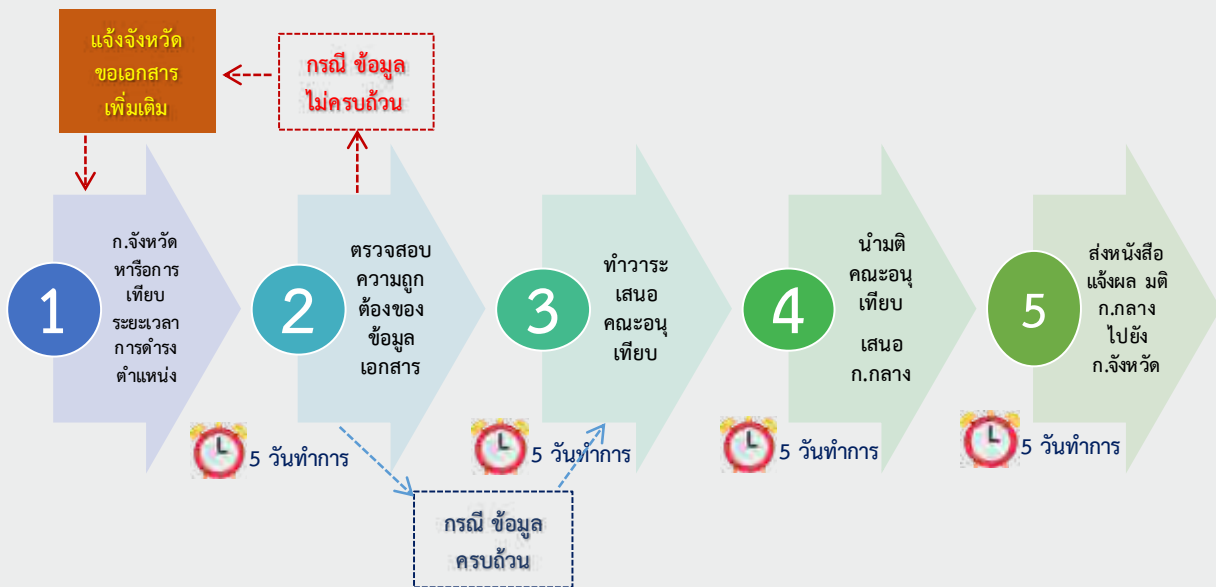 แจ้งจังหวัด
ขอเอกสาร
เพิ่มเติม
กรณี ข้อมูล
ไม่ครบถ้วน
1
ก.จังหวัด
หารือการ
เทียบ
ระยะเวลา
การดำรง
ตำแหน่ง
2
ตรวจสอบ
ความถูก
ต้องของ
ข้อมูล
เอกสาร
3
ทำวาระ
เสนอ
คณะอนุ
เทียบ
4
นำมติ
คณะอนุ
เทียบ
เสนอ
ก.กลาง
5
ส่งหนังสือ
แจ้งผล มติ
ก.กลาง
ไปยัง
ก.จังหวัด
5 วันทำการ
5 วันทำการ
5 วันทำการ
5 วันทำการ
กรณี ข้อมูล
ครบถ้วน